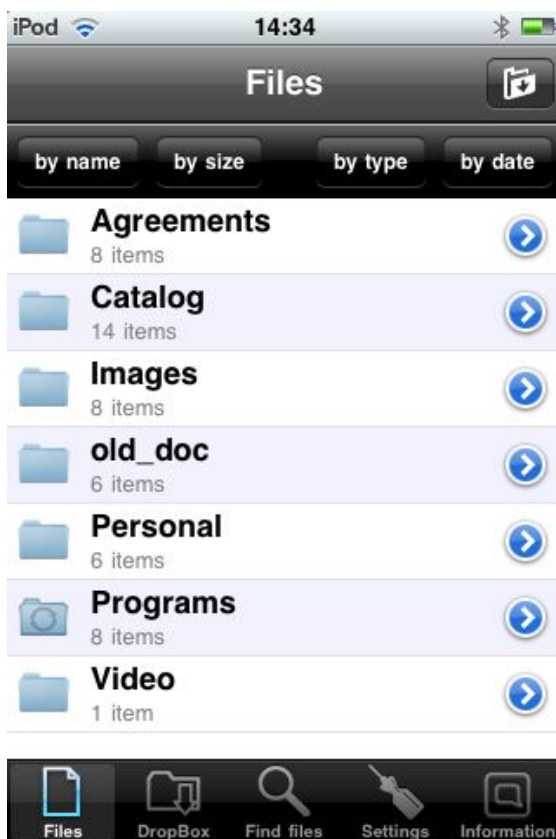 iPod 14:34
Files
by name by size by type by date
Agreements
8 items
Catalog
14 items
Images
8 items
old_doc
6 items
Personal
6 items
Programs
8 items
Video
1 item
Files DropBox Find files Settings Information